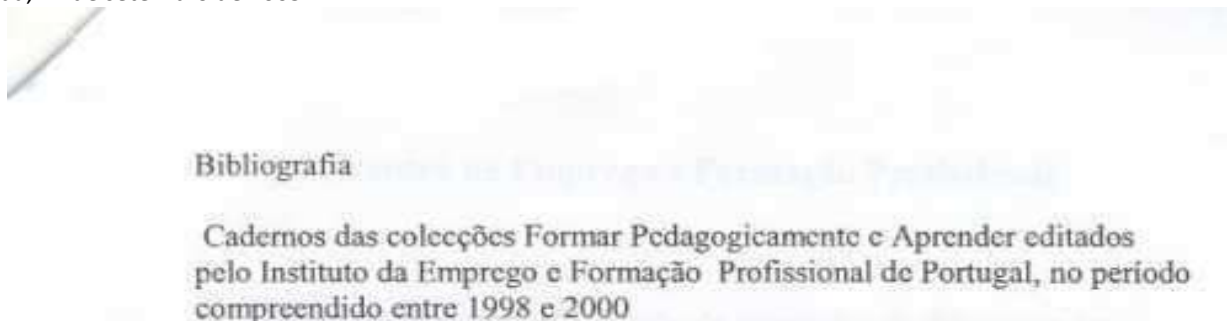 Bibliografia
Cadernos das colecções Formar Pedagogicamente e Aprender editados
pelo Instituto da Emprego e Formação Profissional de Portugal, no período
compreendido entre 1998 e 2000